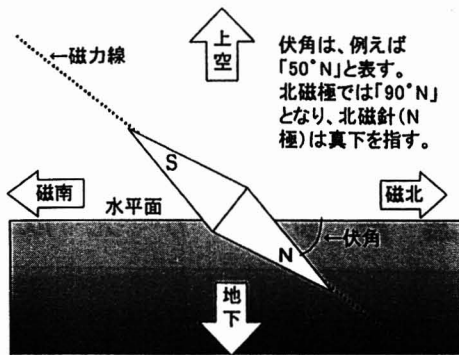 上空
←磁力線
伏角は、例えば
「50°N」と表す。
北磁極では「90°N」
となり、北磁針(N
極)は真下を指す。
S
磁南
水平面
磁北
←伏角
N
地下